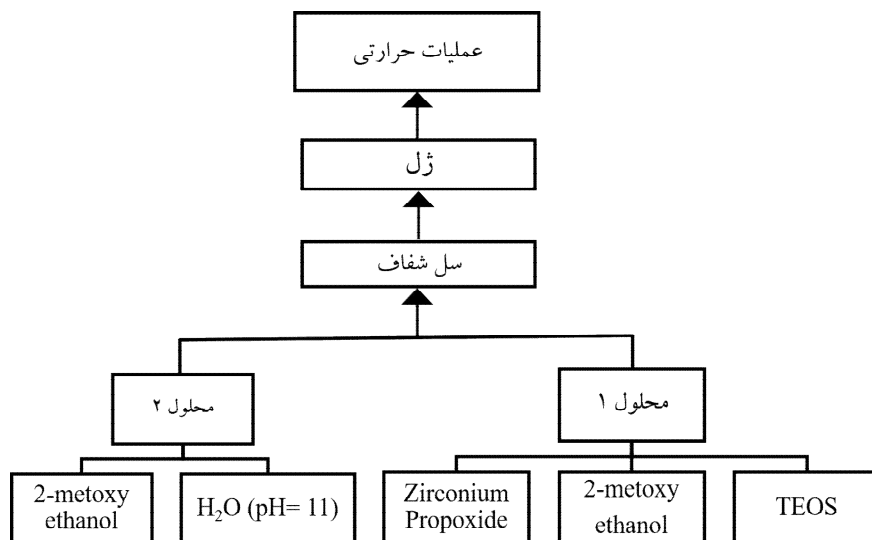 عملیات حرارتی
ژل
سل شفاف
محلول ۲
محلول ۱
2-metoxy
ethanol
H₂O (pH= 11)
Zirconium
Propoxide
2-metoxy
ethanol
TEOS